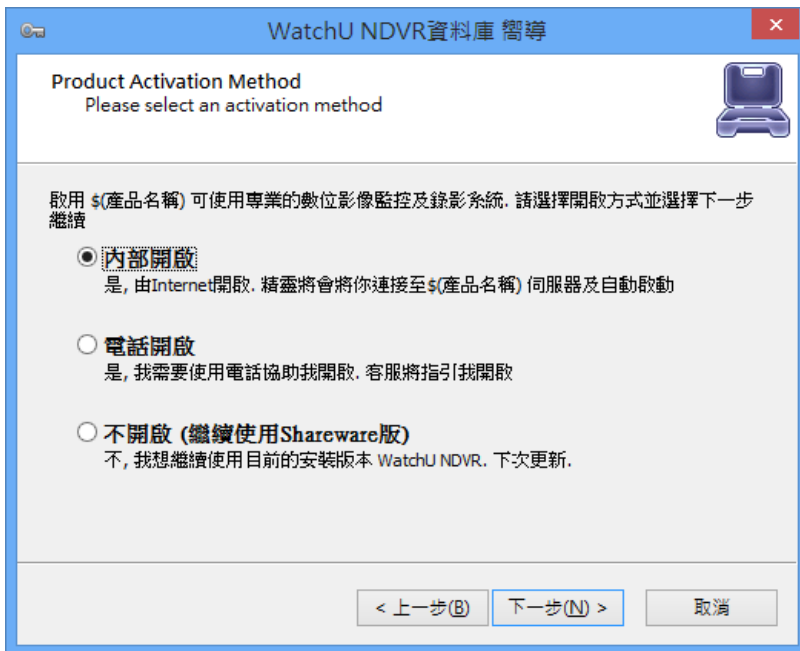 WatchU NDVR資料庫 嚮導
Product Activation Method
Please select an activation method
啟用 $(產品名稱) 可使用專業的數位影像監控及錄影系統. 請選擇開啟方式並選擇下一步
繼續
內部開啟
是, 由Internet開啟. 精靈將會將你連接至$(產品名稱) 伺服器及自動啟動
電話開啟
是, 我需要使用電話協助我開啟. 客服將指引我開啟
不開啟 (繼續使用Shareware版)
不, 我想繼續使用目前的安裝版本 WatchU NDVR. 下次更新.
< 上一步(B) 下一步(N) > 取消